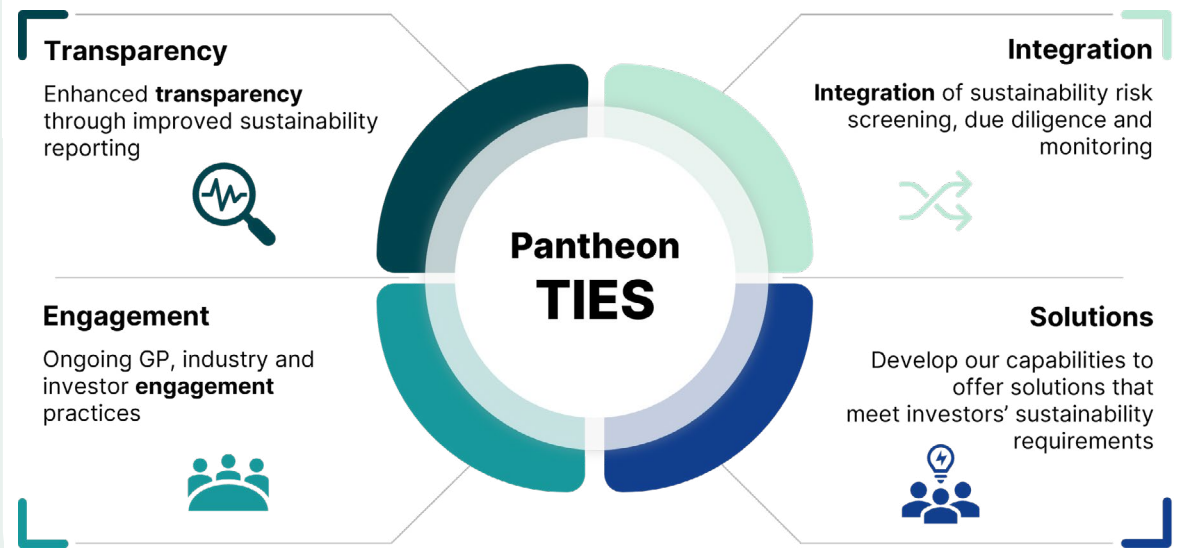 Transparency
Enhanced transparency
through improved sustainability
reporting
Integration
Integration of sustainability risk
screening, due diligence and
monitoring
Pantheon
TIES
Engagement
Ongoing GP, industry and
investor engagement
practices
Solutions
Develop our capabilities to
offer solutions that
meet investors’ sustainability
requirements